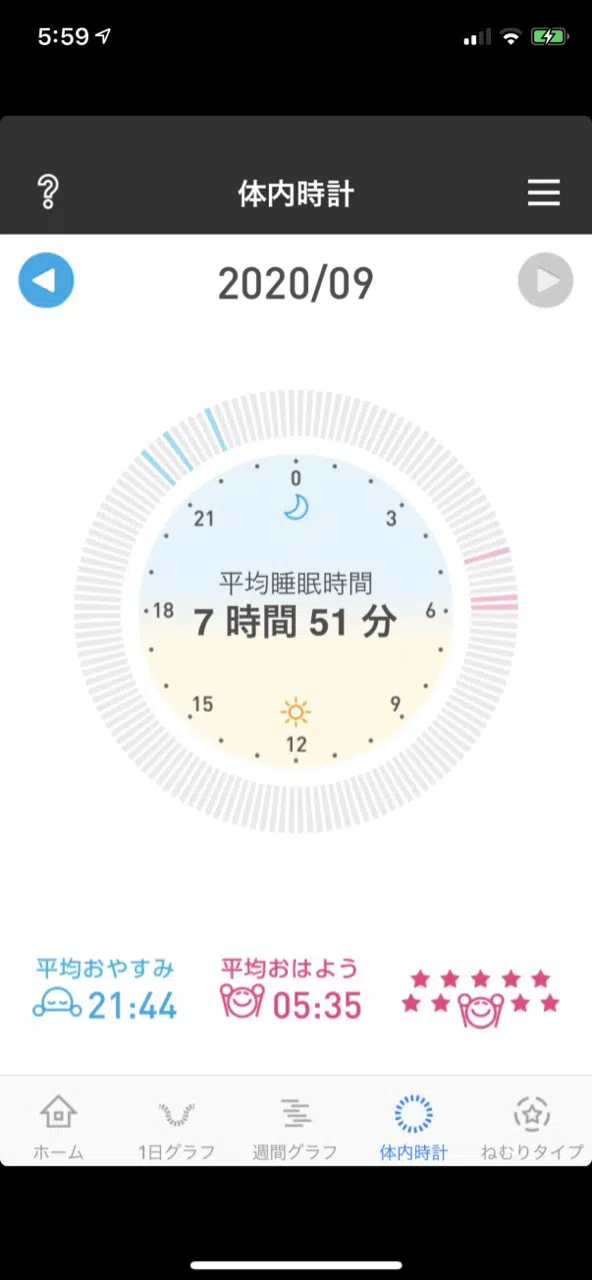 5:59
体内時計
2020/09
0
21
3
平均睡眠時間
18
7 時間 51 分
6
15
9
12
平均おやすみ
21:44
平均おはよう
05:35
ホーム
1日グラフ
週間グラフ
体内時計
ねむりタイプ